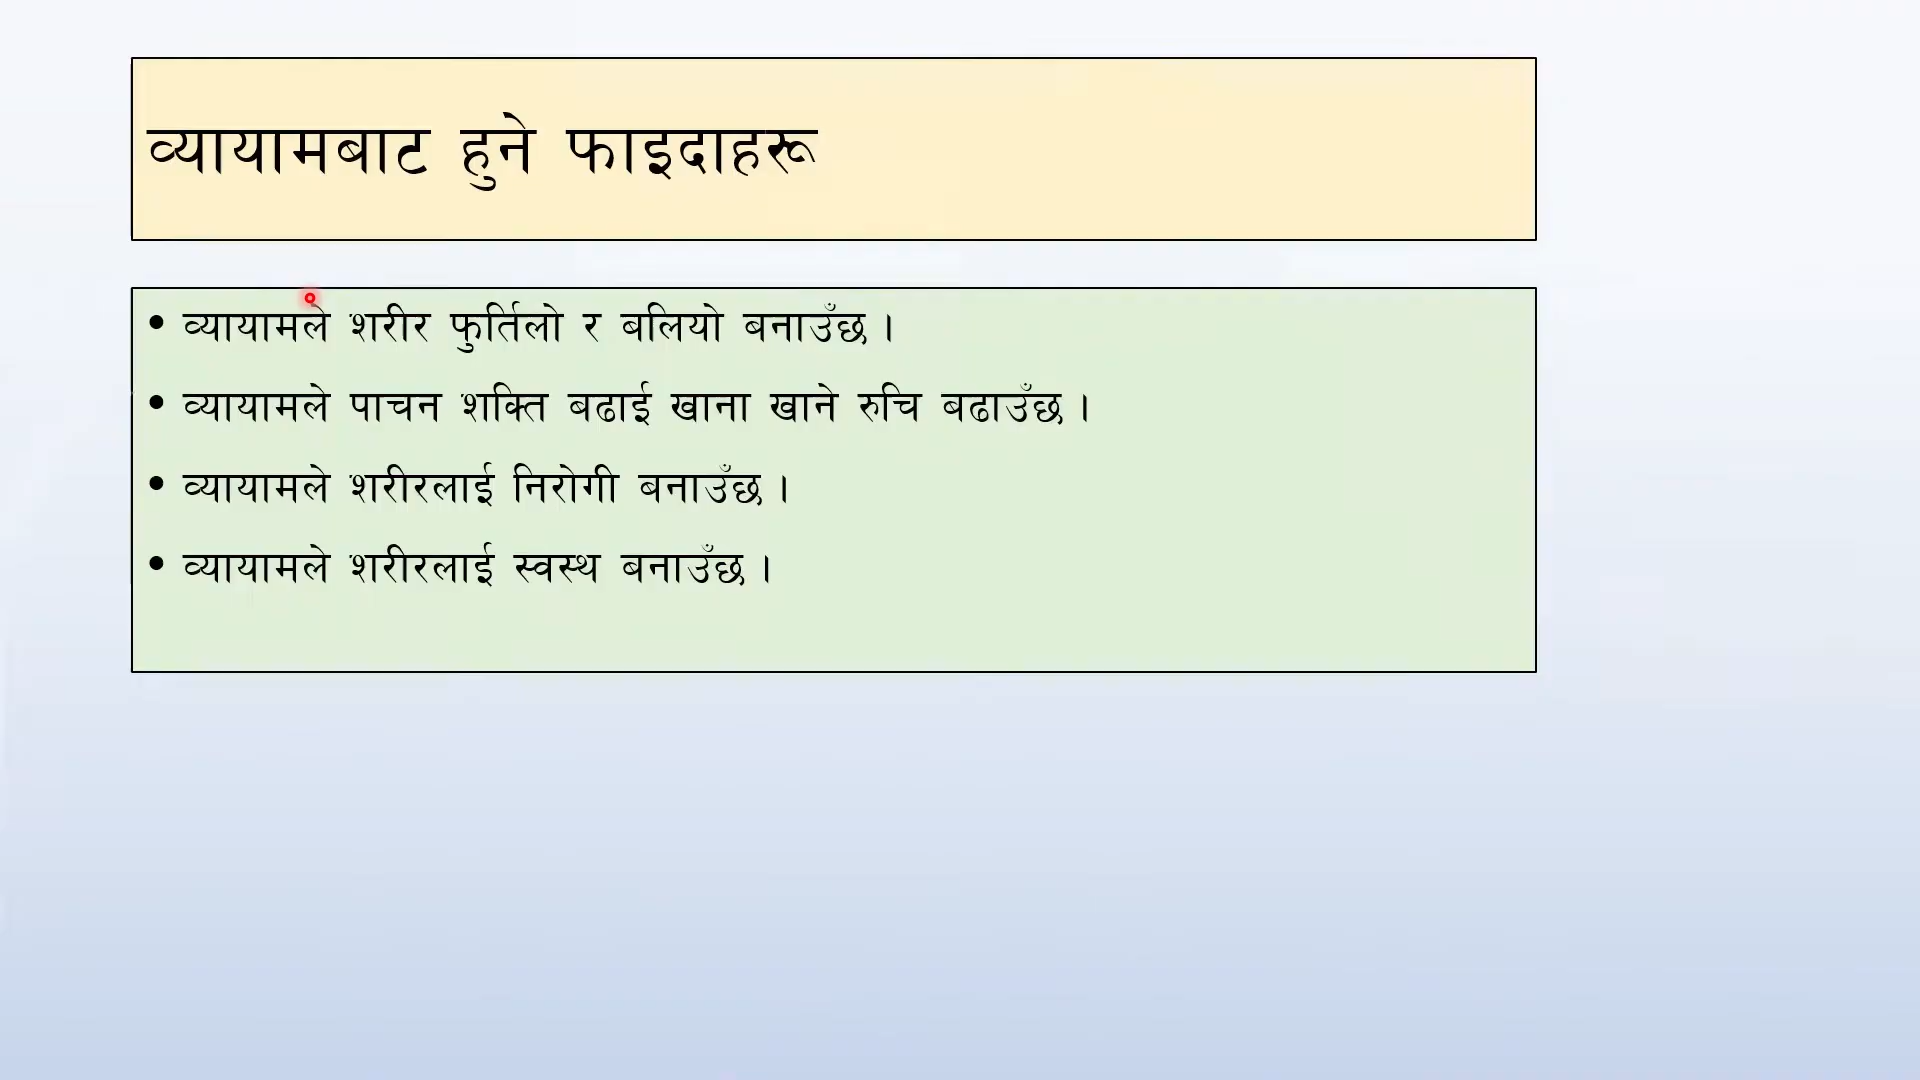 व्यायामबाट हुने फाइदाहरू
• व्यायामले शरीर फुर्तिलो र बलियो बनाउँछ ।
• व्यायामले पाचन शक्ति बढाई खाना खाने रुचि बढाउँछ ।
• व्यायामले शरीरलाई निरोगी बनाउँछ ।
• व्यायामले शरीरलाई स्वस्थ बनाउँछ ।